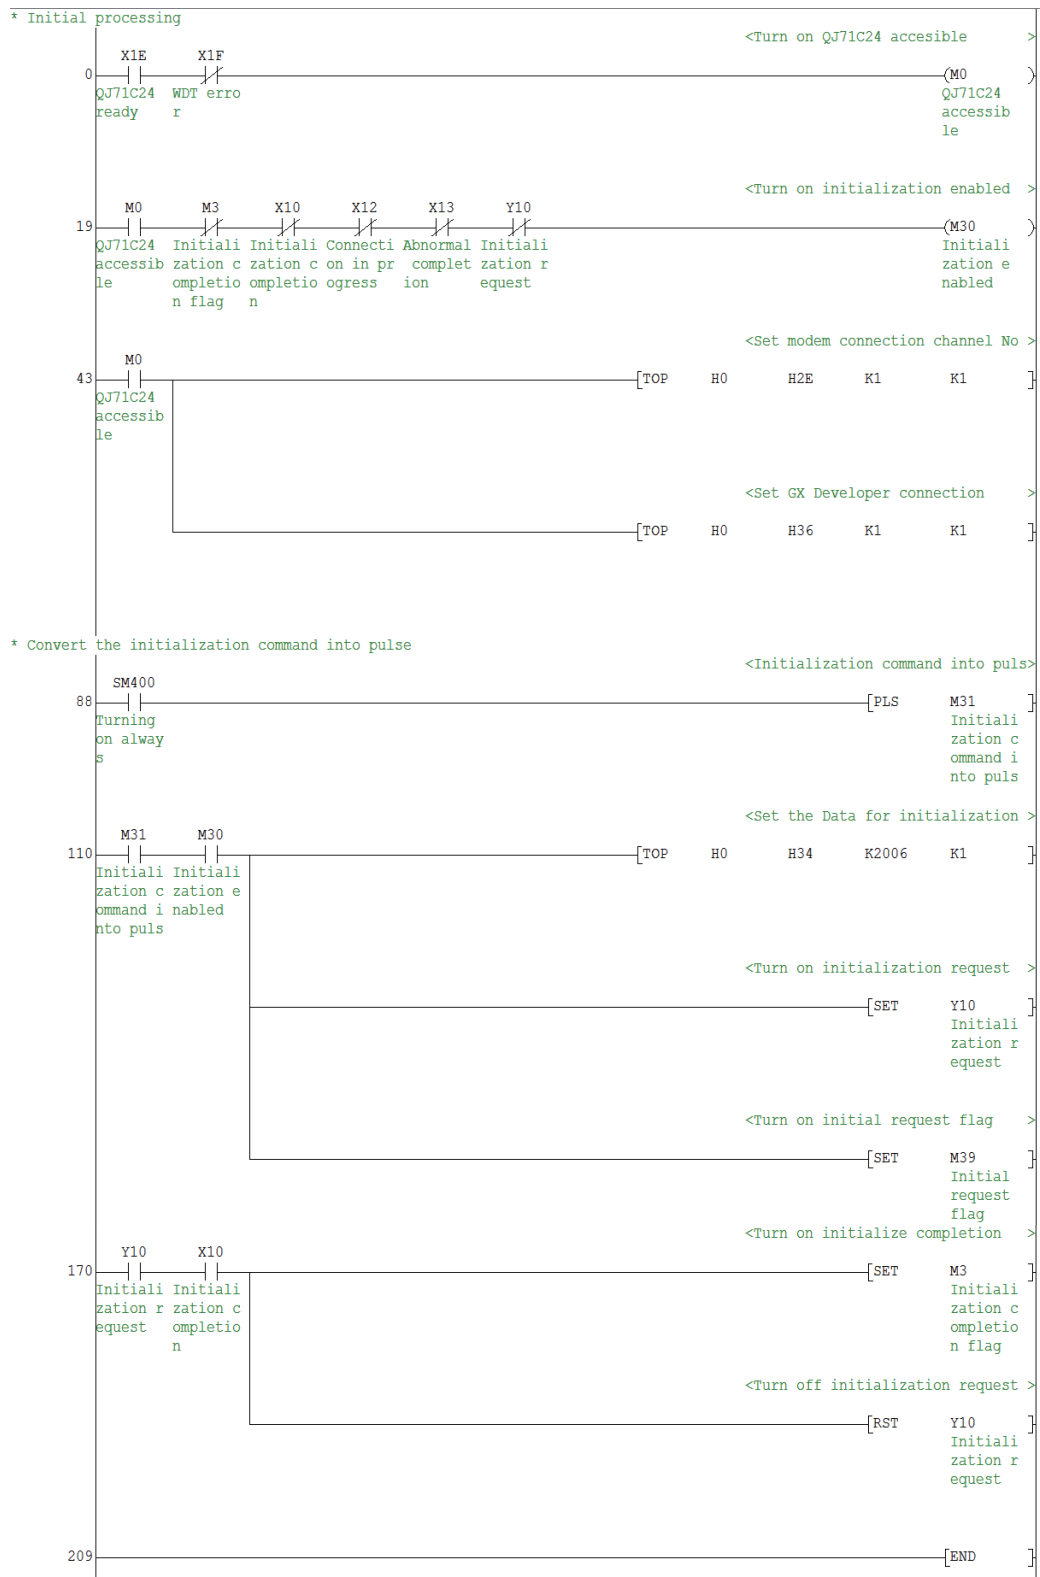 * Initial processing
<Turn on QJ71C24 accesible >
X1E X1F
0 (M0 )
QJ71C24 WDT erro QJ71C24
ready r accessib
le
<Turn on initialization enabled >
M0 M3 X10 X12 X13 Y10
19 (M30 )
QJ71C24 Initiali Initiali Connecti Abnormal Initiali Initiali
accessib zation c zation c on in pr complet zation r zation e
le ompletio ompletio ogress ion equest nabled
n flag n
<Set modem connection channel No >
M0
43 [TOP H0 H2E K1 K1 ]
QJ71C24
accessib
le
<Set GX Developer connection >
[TOP H0 H36 K1 K1 ]
* Convert the initialization command into pulse
<Initialization command into puls>
SM400
88 [PLS M31 ]
Turning Initiali
on alway zation c
s ommand i
nto puls
<Set the Data for initialization >
M31 M30
110 [TOP H0 H34 K2006 K1 ]
Initiali Initiali
zation c zation e
ommand i nabled
nto puls
<Turn on initialization request >
[SET Y10 ]
Initiali
zation r
equest
<Turn on initial request flag >
[SET M39 ]
Initial
request
flag
<Turn on initialize completion >
Y10 X10
170 [SET M3 ]
Initiali Initiali Initiali
zation r zation c zation c
equest ompletio ompletio
n n flag
<Turn off initialization request >
[RST Y10 ]
Initiali
zation r
equest
209 [END ]